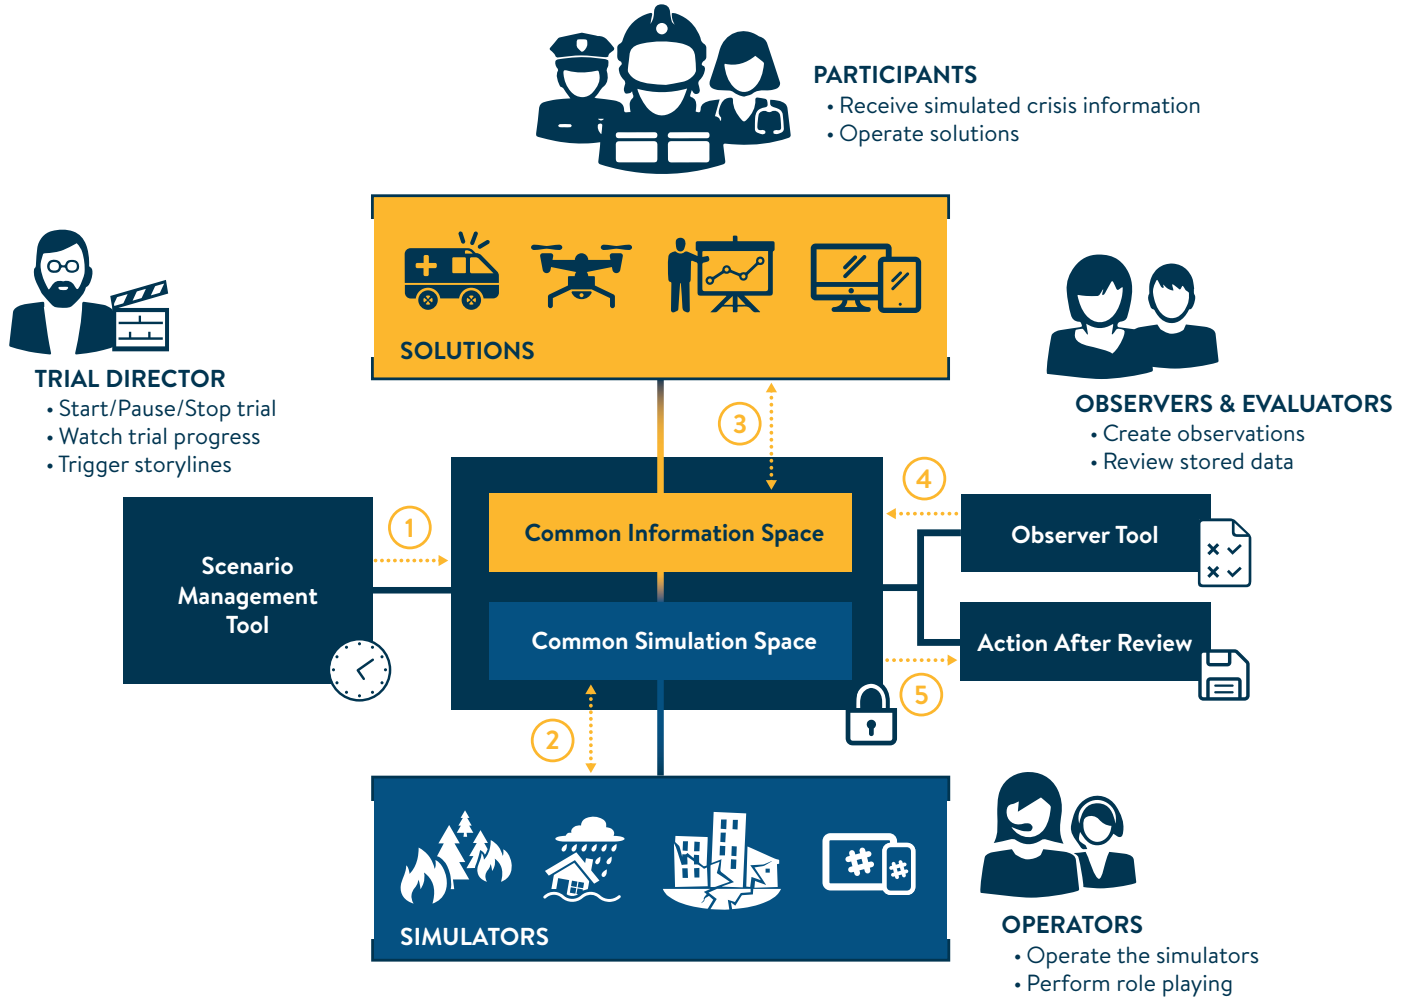 PARTICIPANTS
• Receive simulated crisis information
• Operate solutions
SOLUTIONS
TRIAL DIRECTOR
• Start/Pause/Stop trial
• Watch trial progress
• Trigger storylines
OBSERVERS & EVALUATORS
• Create observations
• Review stored data
3
4
1
Common Information Space
Observer Tool
Scenario
Management
Tool
Common Simulation Space
Action After Review
5
2
# #
SIMULATORS
OPERATORS
• Operate the simulators
• Perform role playing